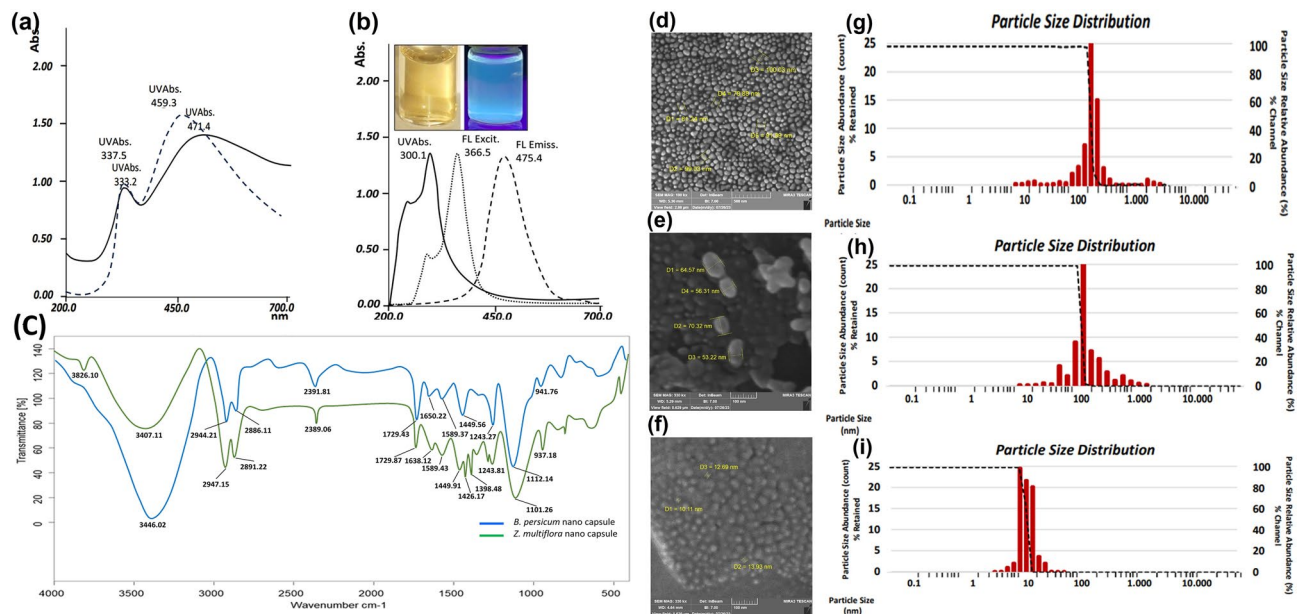 (a)
Abs.
2.00
1.50
1.00
0.50
0.00
UVAbs.
459.3
UVAbs.
471.4
UVAbs.
337.5
UVAbs.
333.2
200.0
450.0
700.0
nm
(b)
Abs.
2.00
1.00
1.50
1.00
0.50
0.00
UVAbs.
300.1
FL Excit.
366.5
FL Emiss.
475.4
200.0
450.0
700.0
(C)
Transmittance [%]
140
120
100
80
60
40
20
0
3826.10
3407.11
3446.02
2944.21
2886.11
2947.15
2891.22
2391.81
2389.06
1729.43
1650.22
1589.37
1449.56
1243.27
941.76
1729.87
1638.12
1589.43
1449.91
1426.17
1398.48
1243.81
937.18
1112.14
1101.26
B. persicum nano capsule
Z. multiflora nano capsule
4000
3500
3000
2500
2000
1500
1000
500
Wavenumber cm-1
(d)
(e)
D1 = 64.57 nm
D4 = 56.31 nm
D2 = 70.32 nm
D3 = 53.22 nm
(f)
D3 = 12.69 nm
D1 = 10.11 nm
(g)
Particle Size Distribution
Particle Size Abundance (count)
% Retained
25
20
15
10
5
0
100
80
60
40
20
0
Particle Size Relative Abundance (%)
% Channel
0.1
1
10
100
1.000
10.000
Particle Size
(nm)
(h)
Particle Size Distribution
Particle Size Abundance (count)
% Retained
25
20
15
10
5
0
100
80
60
40
20
0
Particle Size Relative Abundance (%)
% Channel
0.1
1
10
100
1.000
10.000
Particle Size
(nm)
(i)
Particle Size Distribution
Particle Size Abundance (count)
% Retained
25
20
15
10
5
0
100
80
60
40
20
0
Particle Size Relative Abundance (%)
% Channel
0.1
1
10
100
1.000
10.000
Particle Size
(nm)